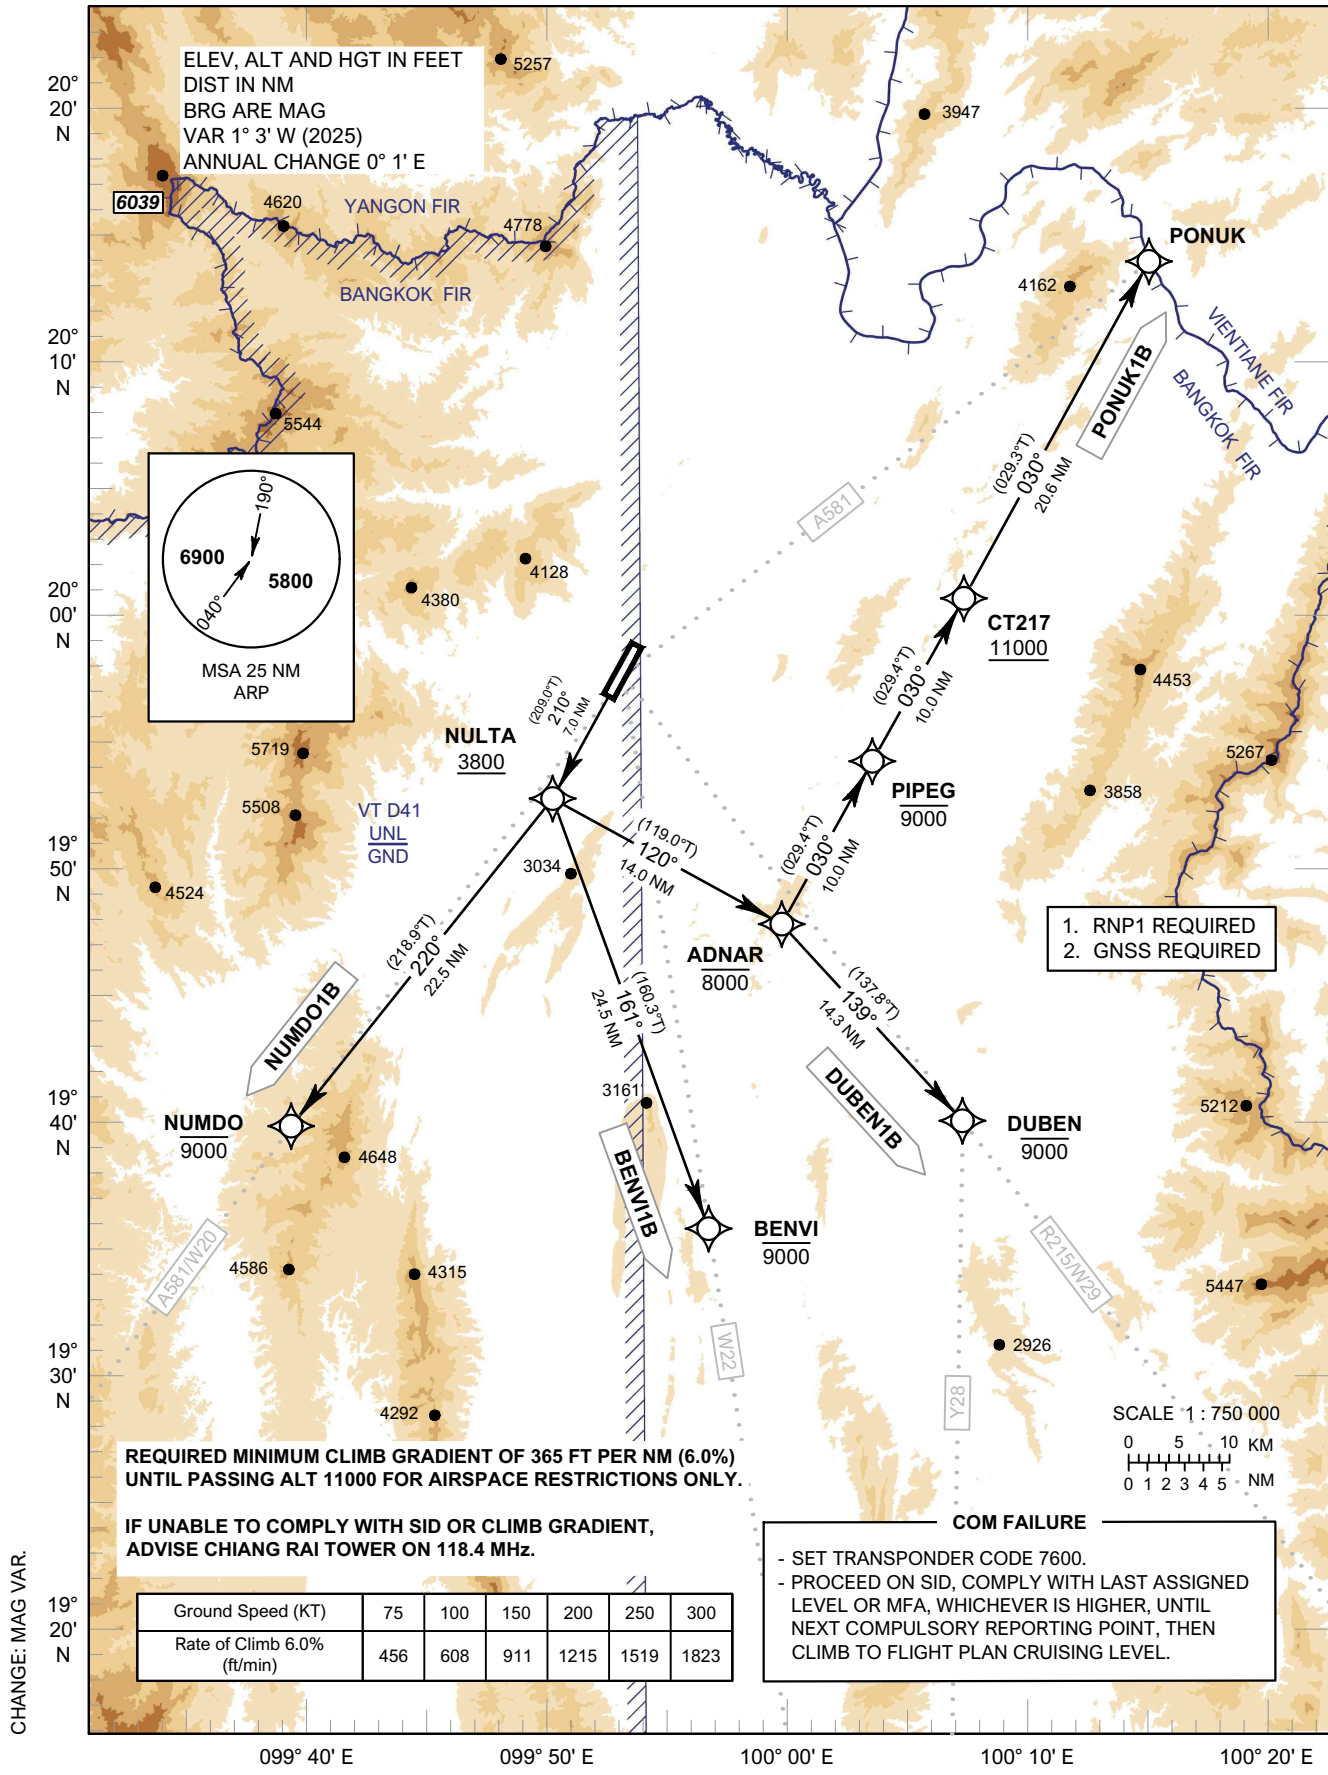 ELEV, ALT AND HGT IN FEET
DIST IN NM
BRG ARE MAG
VAR 1° 3' W (2025)
ANNUAL CHANGE 0° 1' E
5257
3947
20°
20'
N
6039
4620
YANGON FIR
4778
BANGKOK FIR
PONUK
4162
VIENTIANE FIR
BANGKOK FIR
PONUK1B
20°
10'
N
5544
(029.3°T)
030°
20.6 NM
A581
190°
6900
5800
040°
MSA 25 NM
ARP
4128
4380
20°
00'
N
CT217
11000
(029.4°T)
030°
10.0 NM
4453
(209.0°T)
210°
7.0 NM
NULTA
3800
5719
5508
VT D41
UNL
GND
5267
PIPEG
9000
3858
19°
50'
N
4524
3034
(119.0°T)
120°
14.0 NM
(029.4°T)
030°
10.0 NM
1. RNP1 REQUIRED
2. GNSS REQUIRED
ADNAR
8000
(218.9°T)
220°
22.5 NM
(160.3°T)
161°
24.5 NM
(137.8°T)
139°
14.3 NM
NUMDO1B
19°
40'
N
NUMDO
9000
3161
DUBEN1B
DUBEN
9000
5212
4648
BENVI1B
BENVI
9000
A581/W20
4586
4315
R215/W29
5447
W22
2926
19°
30'
N
Y28
4292
SCALE 1 : 750 000
0 5 10 KM
0 1 2 3 4 5 NM
REQUIRED MINIMUM CLIMB GRADIENT OF 365 FT PER NM (6.0%)
UNTIL PASSING ALT 11000 FOR AIRSPACE RESTRICTIONS ONLY.
IF UNABLE TO COMPLY WITH SID OR CLIMB GRADIENT,
ADVISE CHIANG RAI TOWER ON 118.4 MHz.
COM FAILURE
- SET TRANSPONDER CODE 7600.
- PROCEED ON SID, COMPLY WITH LAST ASSIGNED
LEVEL OR MFA, WHICHEVER IS HIGHER, UNTIL
NEXT COMPULSORY REPORTING POINT, THEN
CLIMB TO FLIGHT PLAN CRUISING LEVEL.
19°
20'
N
Ground Speed (KT) 75 100 150 200 250 300
Rate of Climb 6.0%
(ft/min) 456 608 911 1215 1519 1823
CHANGE: MAG VAR.
099° 40' E 099° 50' E 100° 00' E 100° 10' E 100° 20' E